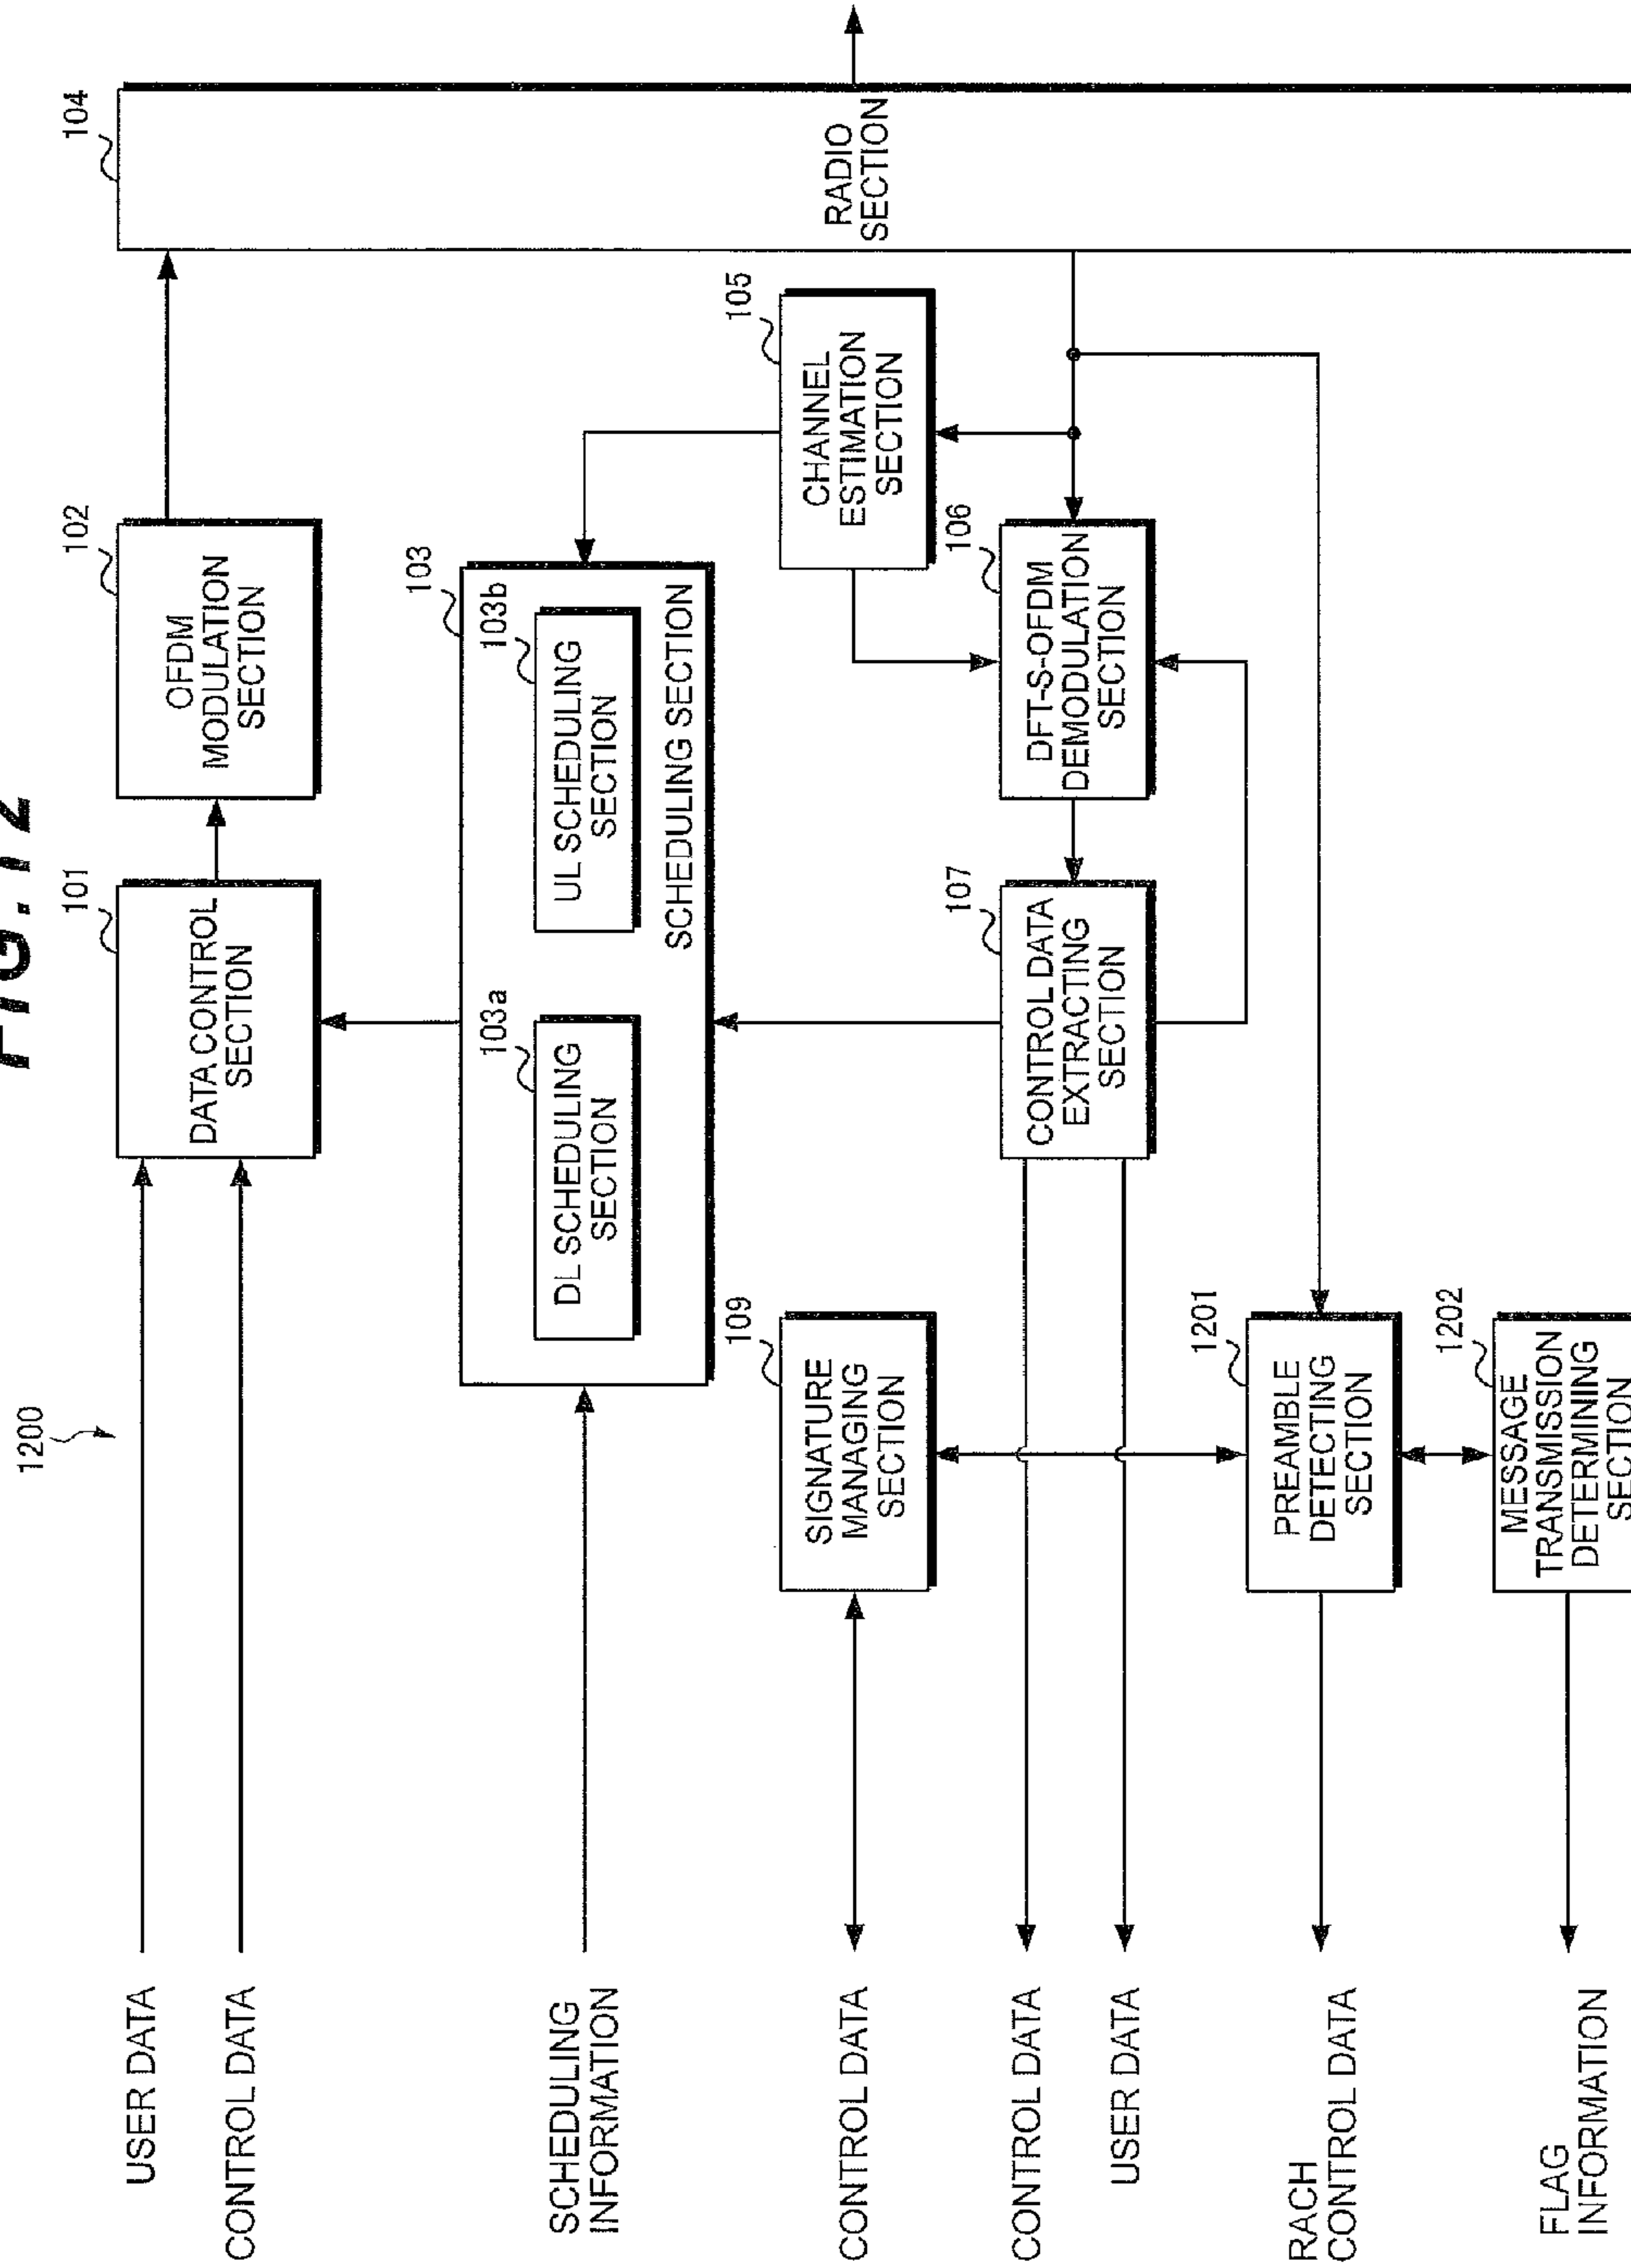 FIG. 12
1200
USER DATA
CONTROL DATA
101
DATA CONTROL
SECTION
102
OFDM
MODULATION
SECTION
104
RADIO
SECTION
SCHEDULING
INFORMATION
103
103a
DL SCHEDULING
SECTION
103b
UL SCHEDULING
SECTION
SCHEDULING SECTION
CONTROL DATA
109
SIGNATURE
MANAGING
SECTION
105
CHANNEL
ESTIMATION
SECTION
CONTROL DATA
USER DATA
107
CONTROL DATA
EXTRACTING
SECTION
106
DFT-S-OFDM
DEMODULATION
SECTION
RACH
CONTROL DATA
1201
PREAMBLE
DETECTING
SECTION
FLAG
INFORMATION
1202
MESSAGE
TRANSMISSION
DETERMINING
SECTION